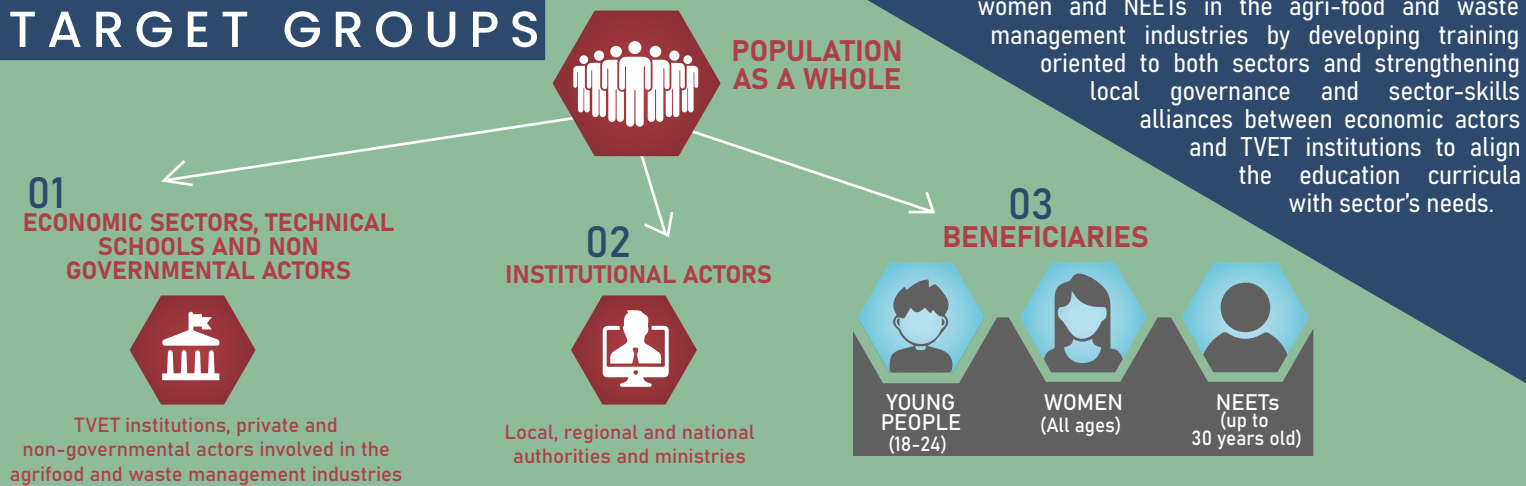 TARGET GROUPS
POPULATION
AS A WHOLE
women and NEETs in the agri-food and waste
management industries by developing training
oriented to both sectors and strengthening
local governance and sector-skills
alliances between economic actors
and TVET institutions to align
the education curricula
with sector's needs.
01
ECONOMIC SECTORS, TECHNICAL
SCHOOLS AND NON
GOVERNMENTAL ACTORS
TVET institutions, private and
non-governmental actors involved in the
agrifood and waste management industries
02
INSTITUTIONAL ACTORS
Local, regional and national
authorities and ministries
03
BENEFICIARIES
YOUNG
PEOPLE
(18-24)
WOMEN
(All ages)
NEETs
(up to
30 years old)